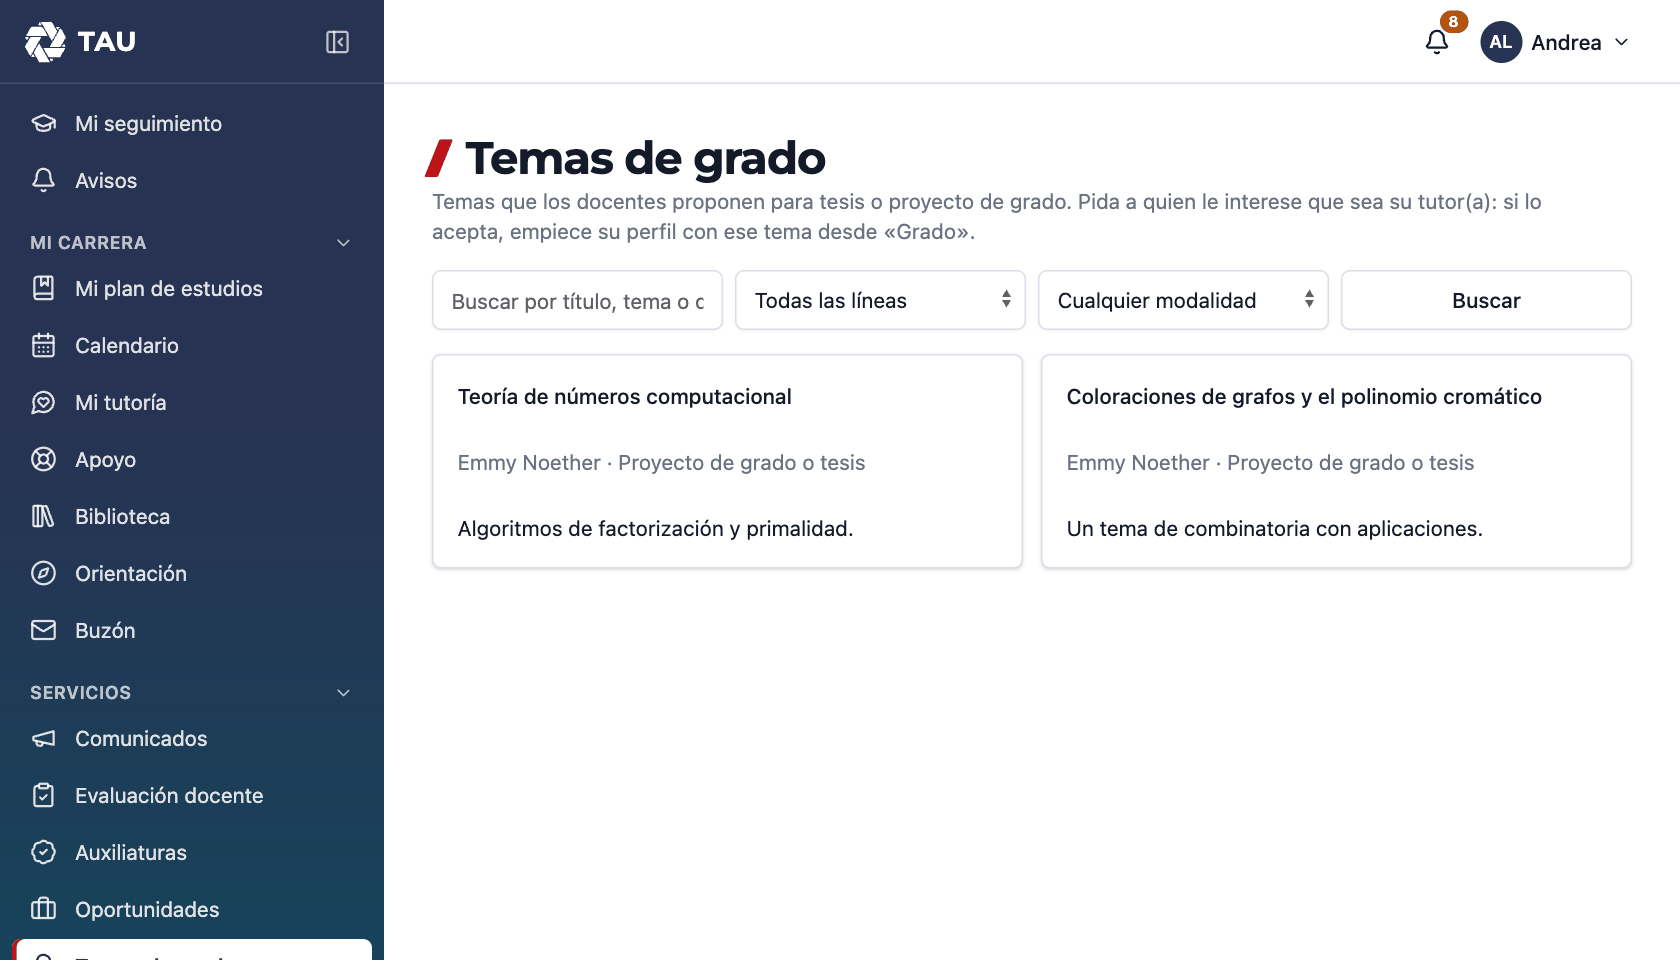 TAU
8
AL
Andrea
Mi seguimiento
Avisos
MI CARRERA
Mi plan de estudios
Calendario
Mi tutoría
Apoyo
Biblioteca
Orientación
Buzón
SERVICIOS
Comunicados
Evaluación docente
Auxiliaturas
Oportunidades
Temas de grado
Temas que los docentes proponen para tesis o proyecto de grado. Pida a quien le interese que sea su tutor(a): si lo
acepta, empiece su perfil con ese tema desde «Grado».
Buscar por título, tema o
Todas las líneas
Cualquier modalidad
Buscar
Teoría de números computacional
Emmy Noether · Proyecto de grado o tesis
Algoritmos de factorización y primalidad.
Coloraciones de grafos y el polinomio cromático
Emmy Noether · Proyecto de grado o tesis
Un tema de combinatoria con aplicaciones.